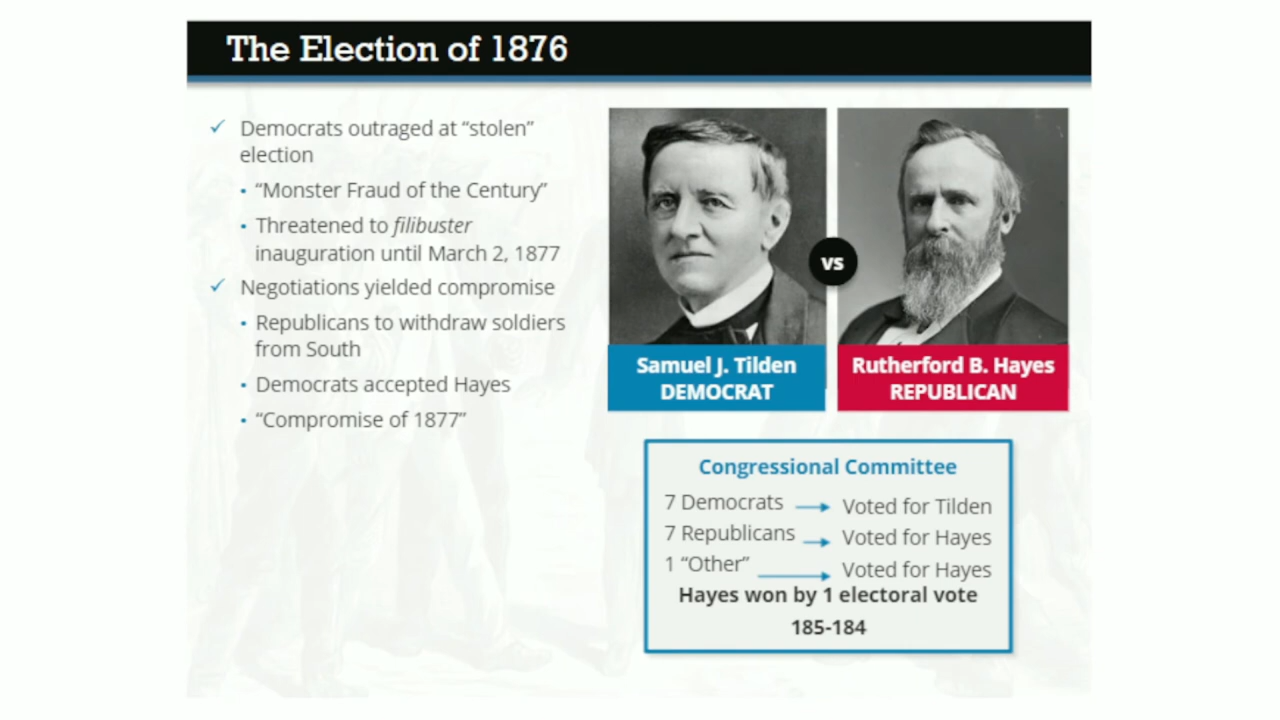 The Election of 1876
✓ Democrats outraged at “stolen”
election
• “Monster Fraud of the Century”
• Threatened to filibuster
inauguration until March 2, 1877
✓ Negotiations yielded compromise
• Republicans to withdraw soldiers
from South
• Democrats accepted Hayes
• “Compromise of 1877”
vs
Samuel J. Tilden
DEMOCRAT
Rutherford B. Hayes
REPUBLICAN
Congressional Committee
7 Democrats → Voted for Tilden
7 Republicans → Voted for Hayes
1 “Other” → Voted for Hayes
Hayes won by 1 electoral vote
185-184